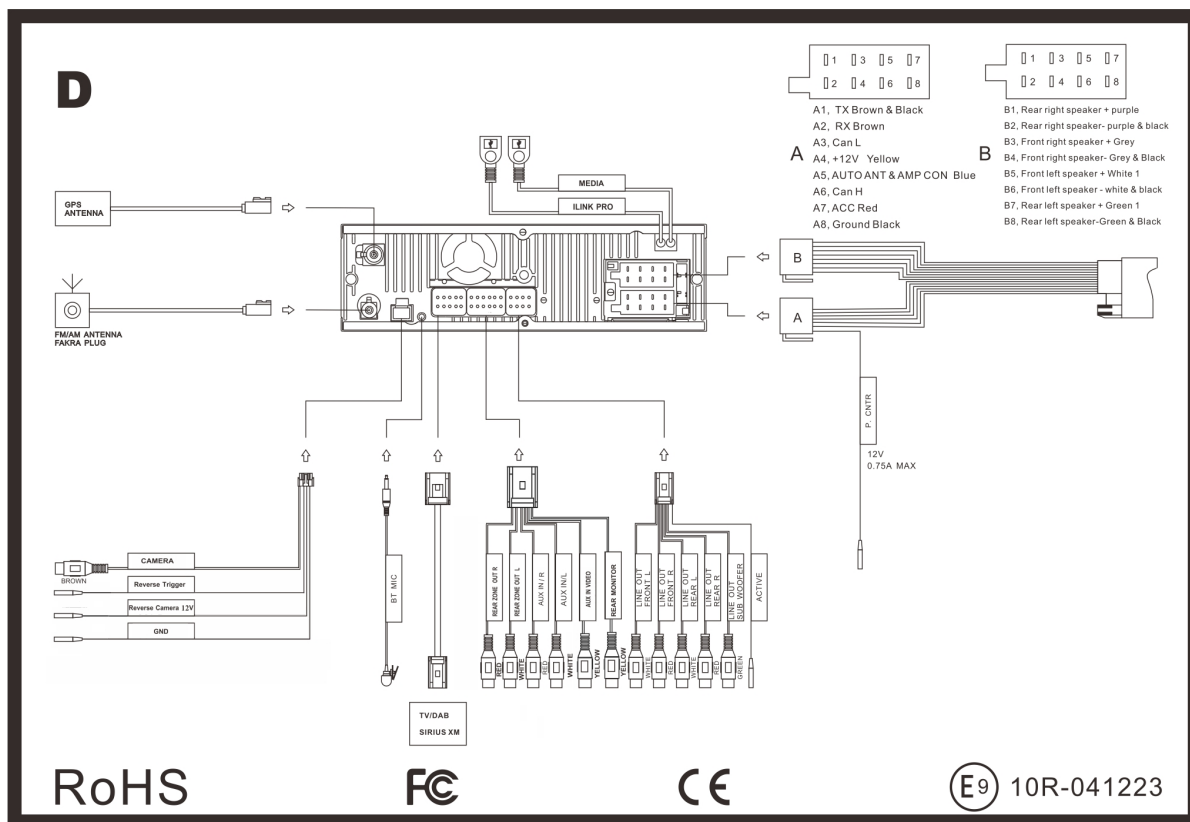 D
1 3 5 7
2 4 6 8
A
A1, TX Brown & Black
A2, RX Brown
A3, Can L
A4, +12V Yellow
A5, AUTO ANT & AMP CON Blue
A6, Can H
A7, ACC Red
A8, Ground Black
1 3 5 7
2 4 6 8
B
B1, Rear right speaker + purple
B2, Rear right speaker- purple & black
B3, Front right speaker + Grey
B4, Front right speaker- Grey & Black
B5, Front left speaker + White 1
B6, Front left speaker - white & black
B7, Rear left speaker + Green 1
B8, Rear left speaker-Green & Black
MEDIA
ILINK PRO
GPS
ANTENNA
FM/AM ANTENNA
FAKRA PLUG
B
A
P. CNTR
12V
0.75A MAX
CAMERA
BROWN
Reverse Trigger
Reverse Camera 12V
GND
BT MIC
TV/DAB
SIRIUS XM
REAR ZONE OUT R
REAR ZONE OUT L
AUX IN / R
AUX IN/L
AUX IN VIDEO
REAR MONITOR
RED
WHITE
RED
WHITE
YELLOW
YELLOW
LINE OUT
FRONT L
LINE OUT
FRONT R
LINE OUT
REAR L
LINE OUT
REAR R
LINE OUT
SUB WOOFER
ACTIVE
WHITE
RED
WHITE
RED
GREEN
RoHS
FC
CE
E9 10R-041223